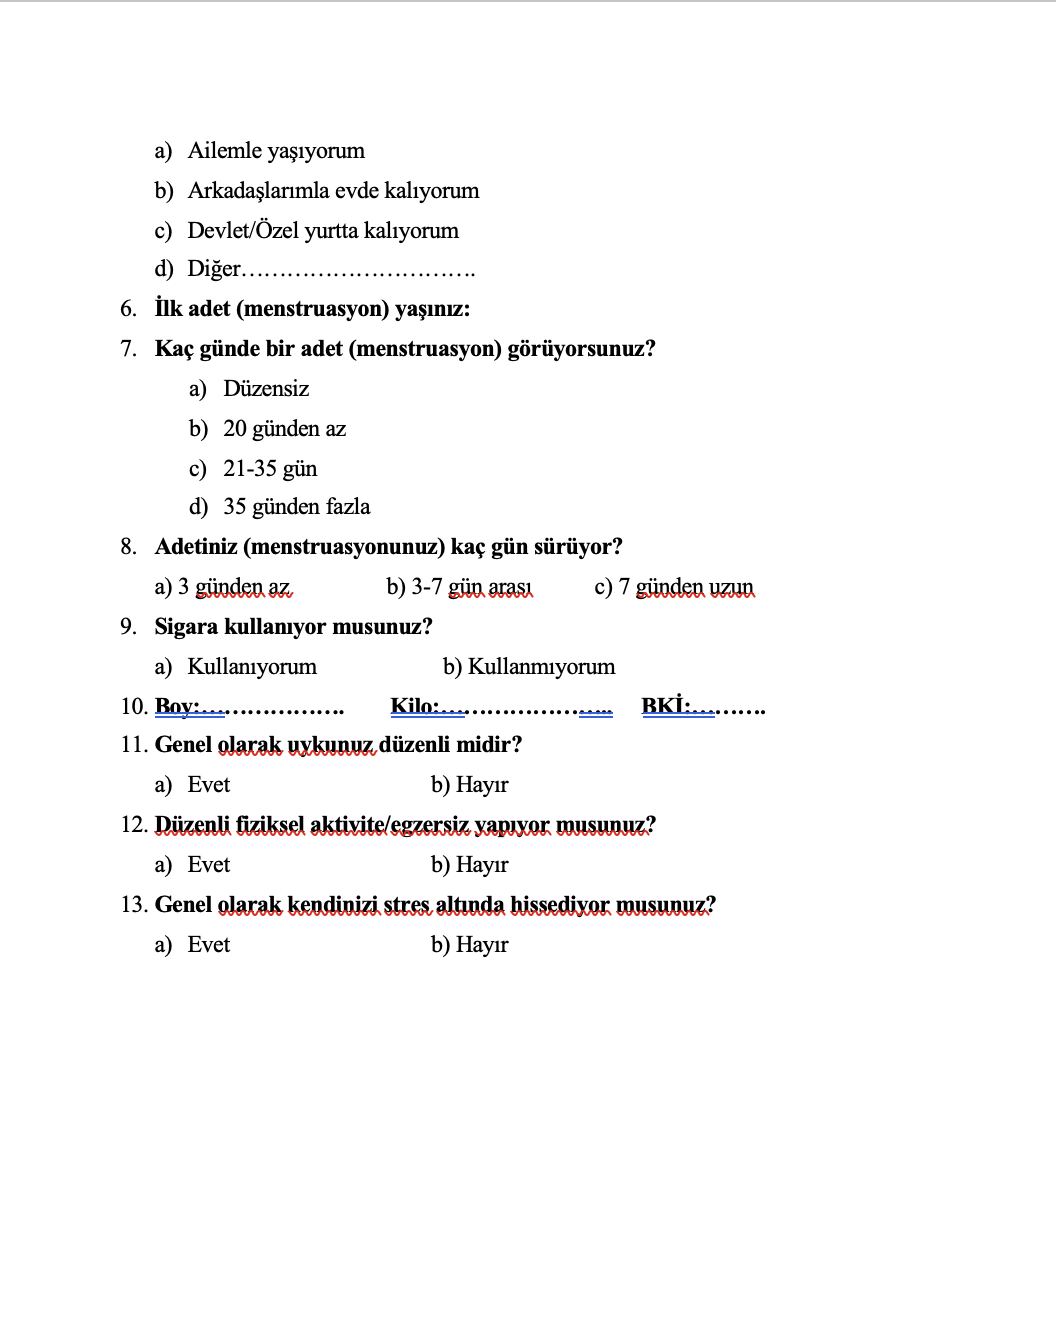 a) Ailemle yaşıyorum
b) Arkadaşlarımla evde kalıyorum
c) Devlet/Özel yurtta kalıyorum
d) Diğer…………………………..
6. İlk adet (menstruasyon) yaşınız:
7. Kaç günde bir adet (menstruasyon) görüyorsunuz?
a) Düzensiz
b) 20 günden az
c) 21-35 gün
d) 35 günden fazla
8. Adetiniz (menstruasyonunuz) kaç gün sürüyor?
a) 3 günden az b) 3-7 gün arası c) 7 günden uzun
9. Sigara kullanıyor musunuz?
a) Kullanıyorum b) Kullanmıyorum
10. Boy:………………. Kilo:………………….. BKİ:……….
11. Genel olarak uykunuz düzenli midir?
a) Evet b) Hayır
12. Düzenli fiziksel aktivite/egzersiz yapıyor musunuz?
a) Evet b) Hayır
13. Genel olarak kendinizi stres altında hissediyor musunuz?
a) Evet b) Hayır